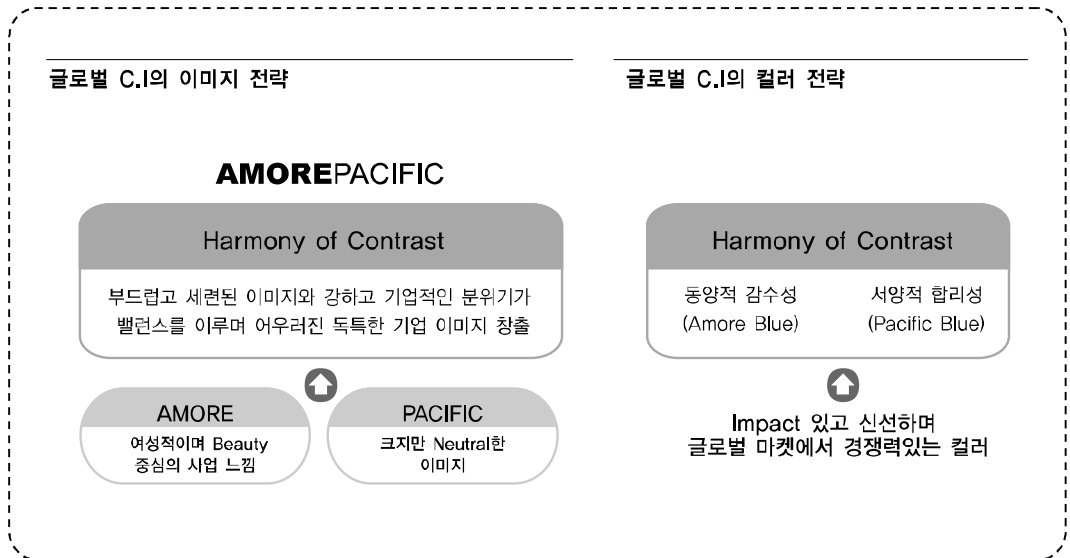 글로벌 C.I의 이미지 전략
AMOREPACIFIC
Harmony of Contrast
부드럽고 세련된 이미지와 강하고 기업적인 분위기가
밸런스를 이루며 어우러진 독특한 기업 이미지 창출
AMORE
여성적이며 Beauty
중심의 사업 느낌
PACIFIC
크지만 Neutral한
이미지
글로벌 C.I의 컬러 전략
Harmony of Contrast
동양적 감수성
(Amore Blue)
서양적 합리성
(Pacific Blue)
Impact 있고 신선하며
글로벌 마켓에서 경쟁력있는 컬러